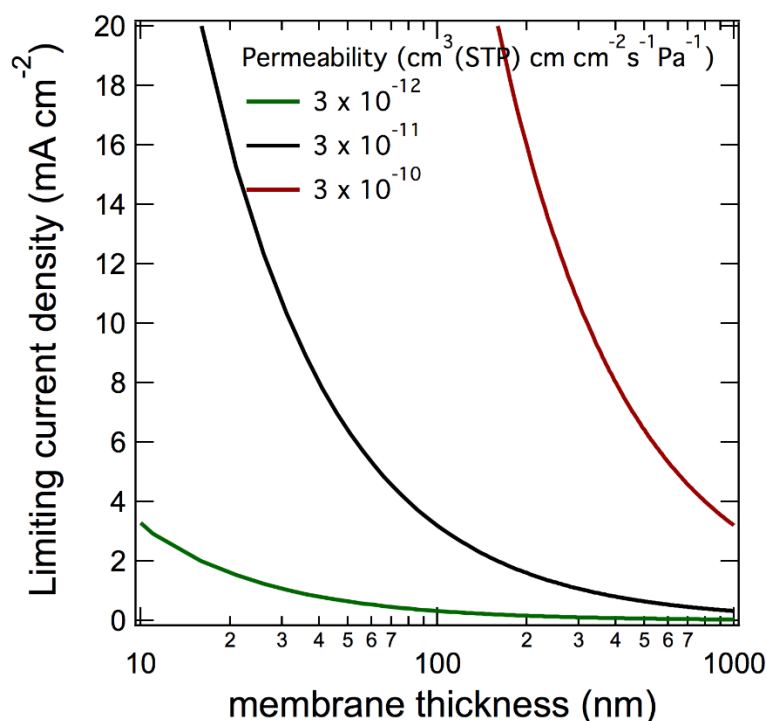 20
18
16
14
12
10
8
6
4
2
0
Limiting current density (mA cm⁻²)
Permeability (cm³(STP) cm cm⁻²s⁻¹Pa⁻¹)
3 x 10⁻¹²
3 x 10⁻¹¹
3 x 10⁻¹⁰
2 3 4 5 6 7 2 3 4 5 6 7
10 100 1000
membrane thickness (nm)